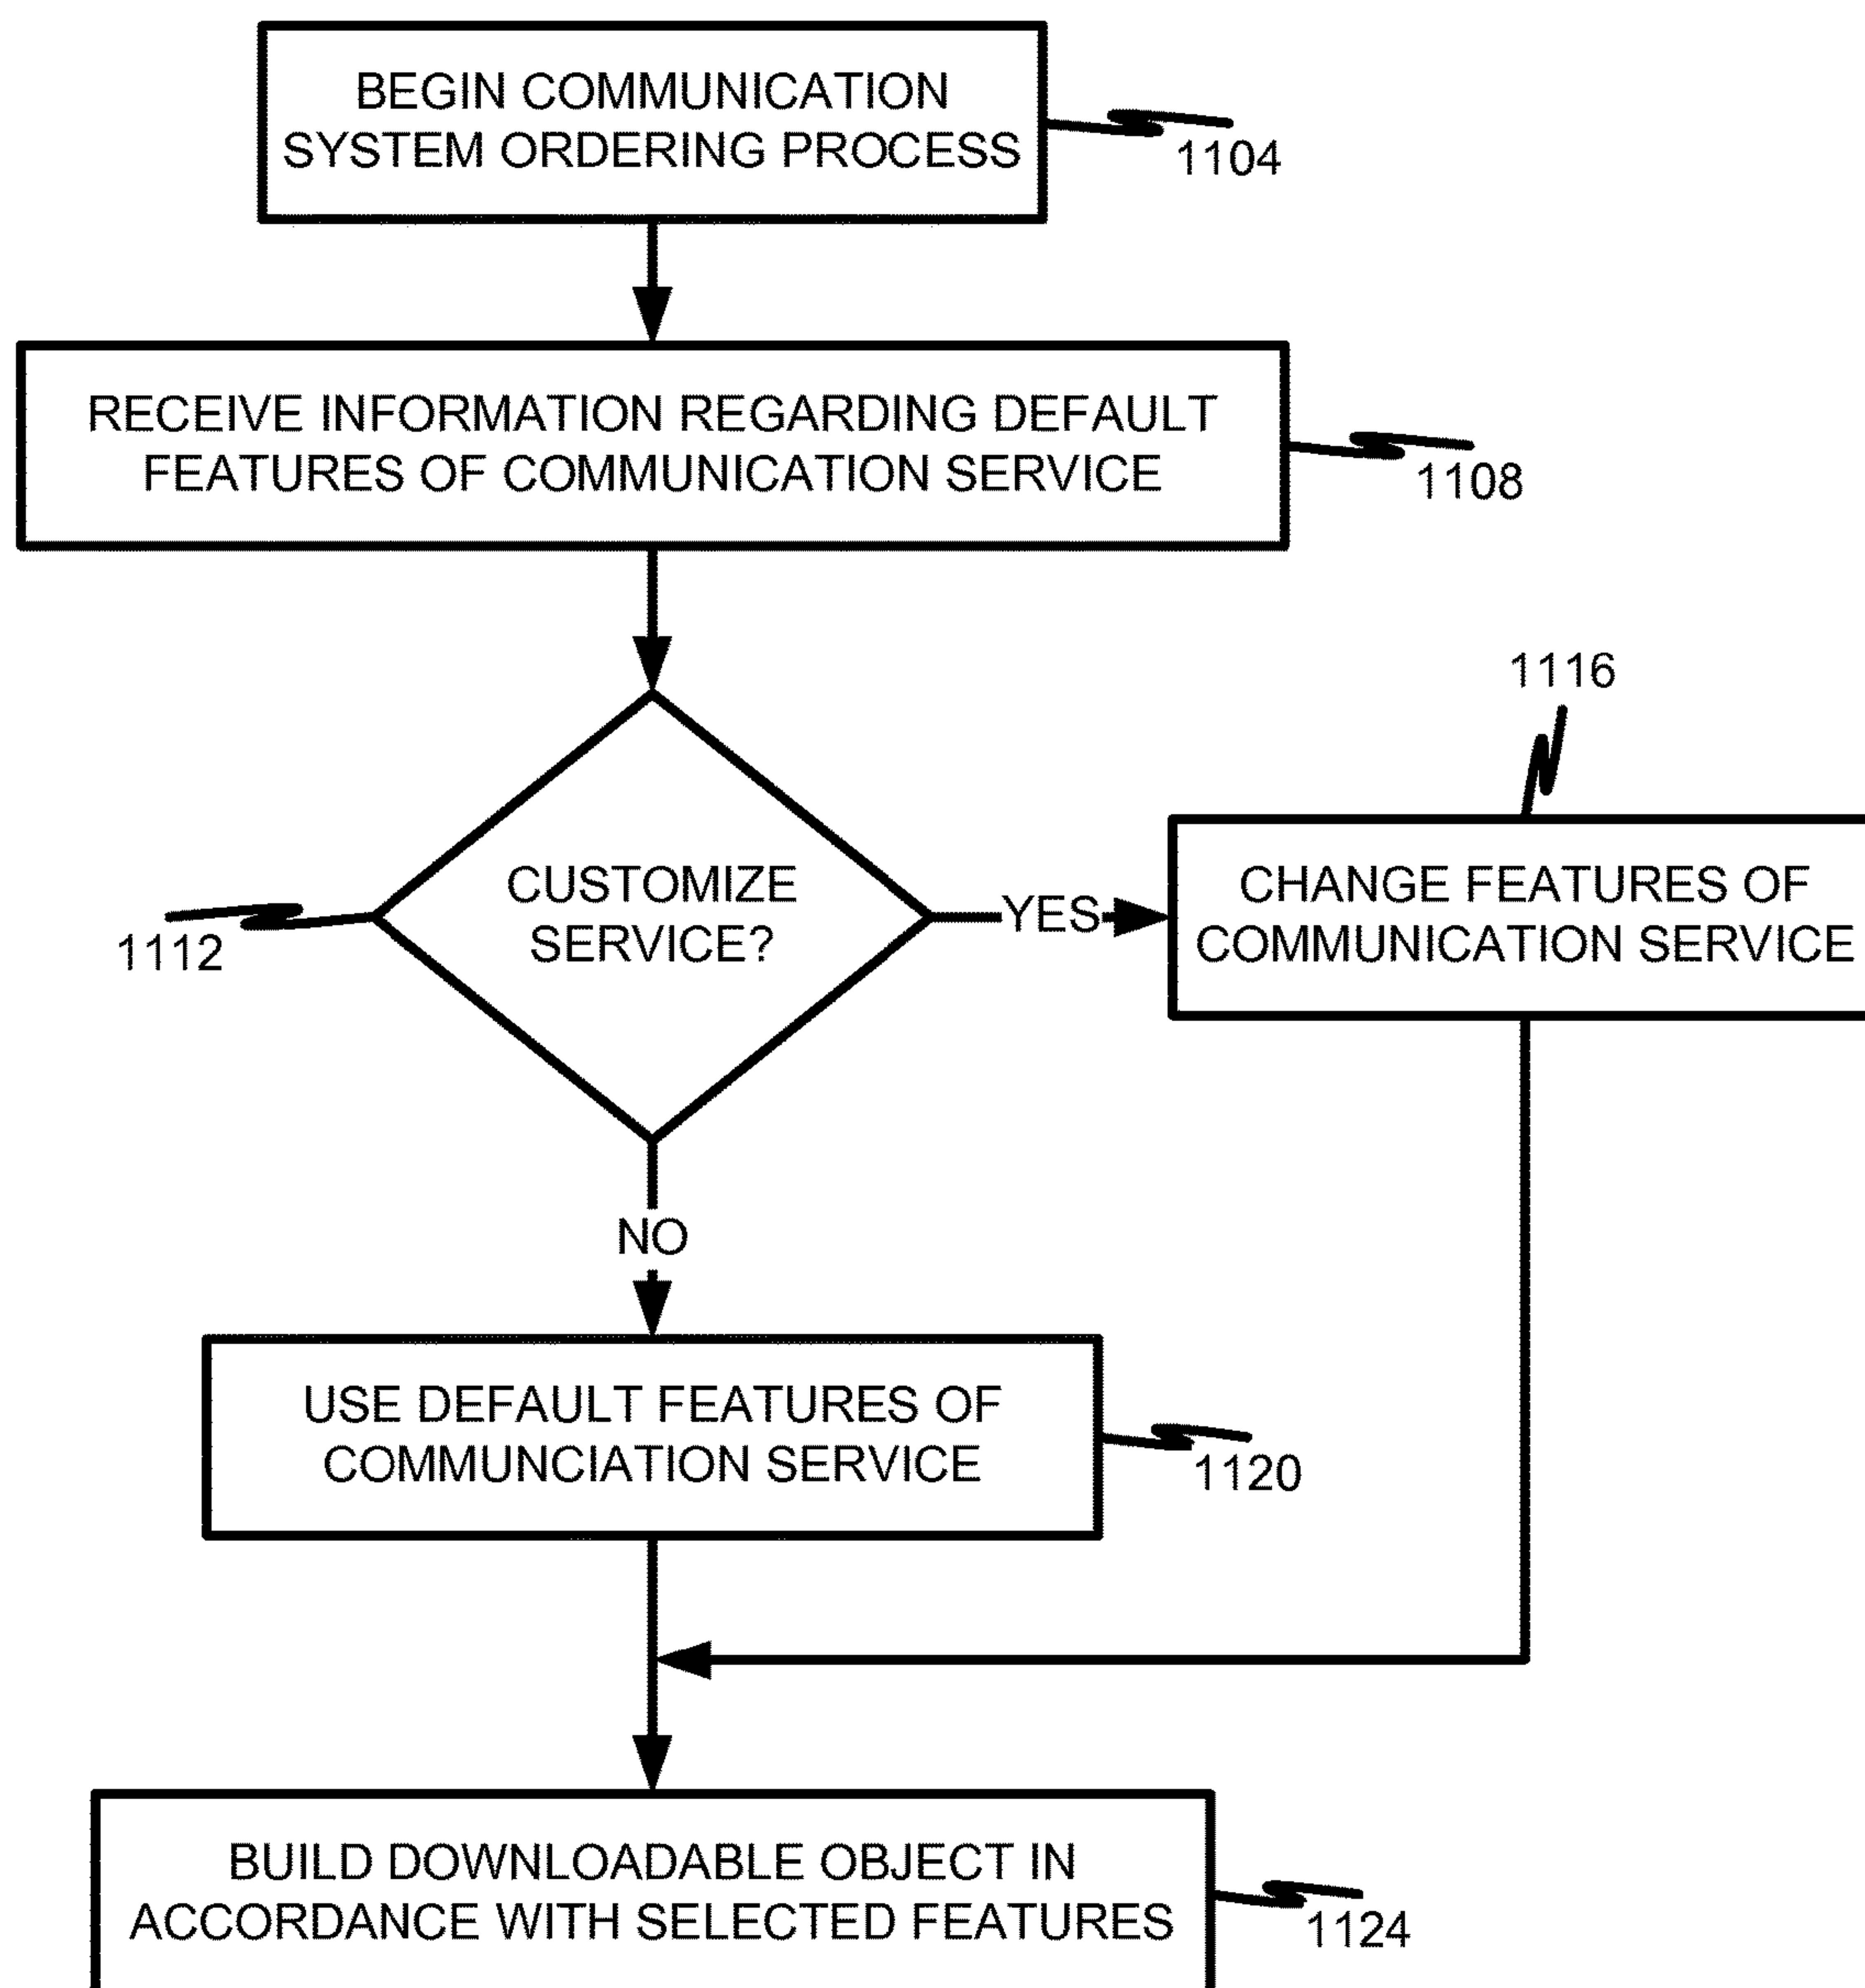 BEGIN COMMUNICATION
SYSTEM ORDERING PROCESS
1104
RECEIVE INFORMATION REGARDING DEFAULT
FEATURES OF COMMUNICATION SERVICE
1108
CUSTOMIZE
SERVICE?
1112
YES
1116
CHANGE FEATURES OF
COMMUNICATION SERVICE
NO
USE DEFAULT FEATURES OF
COMMUNCIATION SERVICE
1120
BUILD DOWNLOADABLE OBJECT IN
ACCORDANCE WITH SELECTED FEATURES
1124